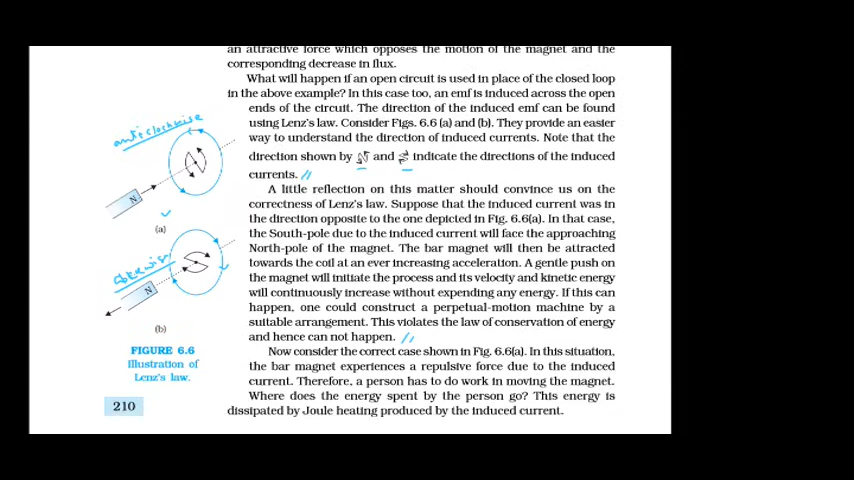 an attractive force which opposes the motion of the magnet and the
corresponding decrease in flux.
What will happen if an open circuit is used in place of the closed loop
in the above example? In this case too, an emf is induced across the open
ends of the circuit. The direction of the induced emf can be found
using Lenz's law. Consider Figs. 6.6 (a) and (b). They provide an easier
way to understand the direction of induced currents. Note that the
direction shown by N and S indicate the directions of the induced
currents.
A little reflection on this matter should convince us on the
correctness of Lenz's law. Suppose that the induced current was in
the direction opposite to the one depicted in Fig. 6.6(a). In that case,
the South-pole due to the induced current will face the approaching
North-pole of the magnet. The bar magnet will then be attracted
towards the coil at an ever increasing acceleration. A gentle push on
the magnet will initiate the process and its velocity and kinetic energy
will continuously increase without expending any energy. If this can
happen, one could construct a perpetual-motion machine by a
suitable arrangement. This violates the law of conservation of energy
and hence can not happen.
Now consider the correct case shown in Fig. 6.6(a). In this situation,
the bar magnet experiences a repulsive force due to the induced
current. Therefore, a person has to do work in moving the magnet.
Where does the energy spent by the person go? This energy is
dissipated by Joule heating produced by the induced current.
anticlockwise
N
N
(a)
clockwise
S
N
(b)
FIGURE 6.6
Illustration of
Lenz's law.
210